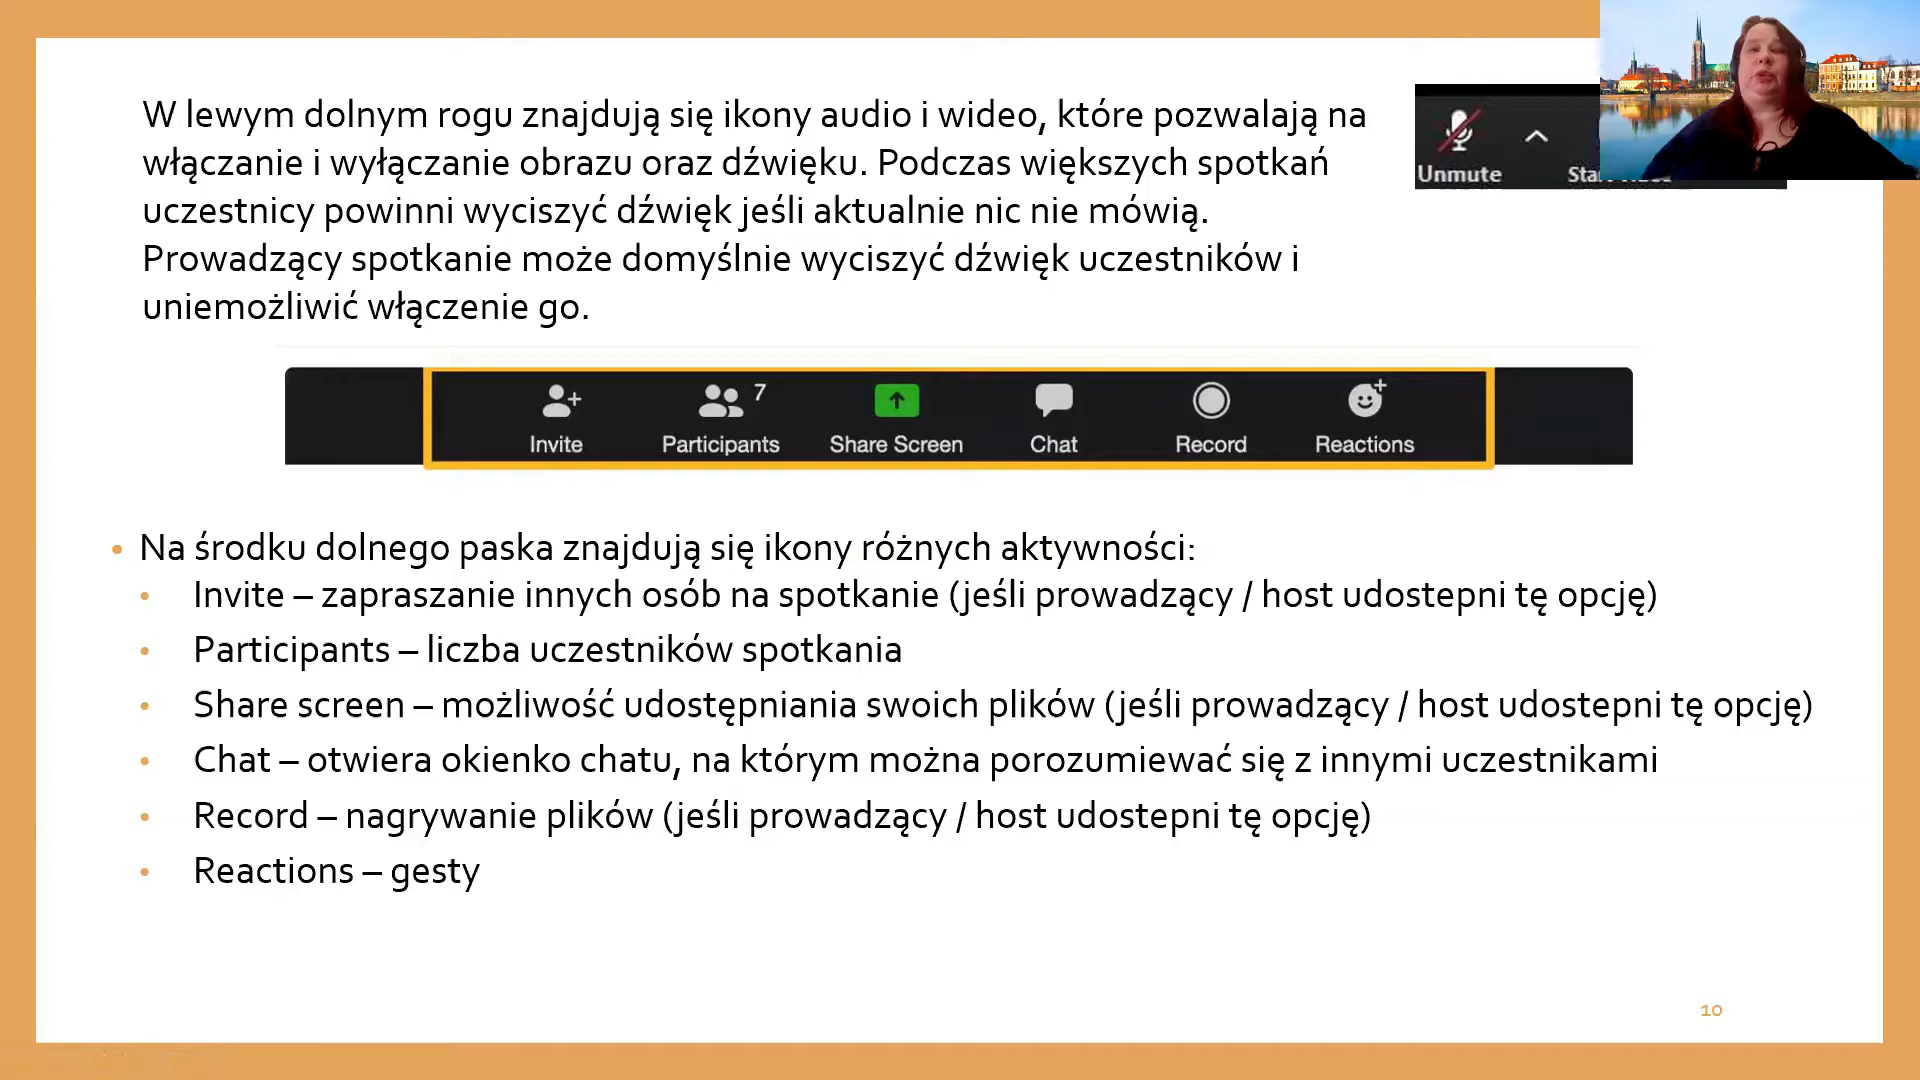 W lewym dolnym rogu znajdują się ikony audio i wideo, które pozwalają na
włączanie i wyłączanie obrazu oraz dźwięku. Podczas większych spotkań
uczestnicy powinni wyciszyć dźwięk jeśli aktualnie nic nie mówią.
Prowadzący spotkanie może domyślnie wyciszyć dźwięk uczestników i
uniemożliwić włączenie go.
Unmute
Invite
Participants 7
Share Screen
Chat
Record
Reactions
• Na środku dolnego paska znajdują się ikony różnych aktywności:
• Invite – zapraszanie innych osób na spotkanie (jeśli prowadzący / host udostepni tę opcję)
• Participants – liczba uczestników spotkania
• Share screen – możliwość udostępniania swoich plików (jeśli prowadzący / host udostepni tę opcję)
• Chat – otwiera okienko chatu, na którym można porozumiewać się z innymi uczestnikami
• Record – nagrywanie plików (jeśli prowadzący / host udostepni tę opcję)
• Reactions – gesty
10